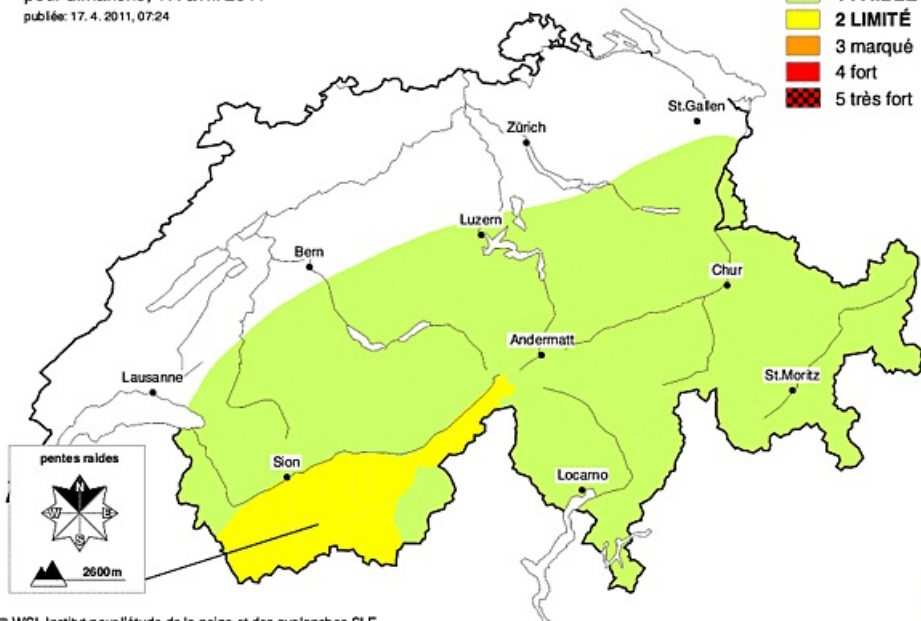 publiée: 17. 4. 2011, 07:24
2 LIMITÉ
3 marqué
4 fort
5 très fort
St.Gallen
Zürich
Luzern
Bern
Chur
Andermatt
Lausanne
St.Moritz
Sion
Locarno
pentes raides
N
W E
S
2600m